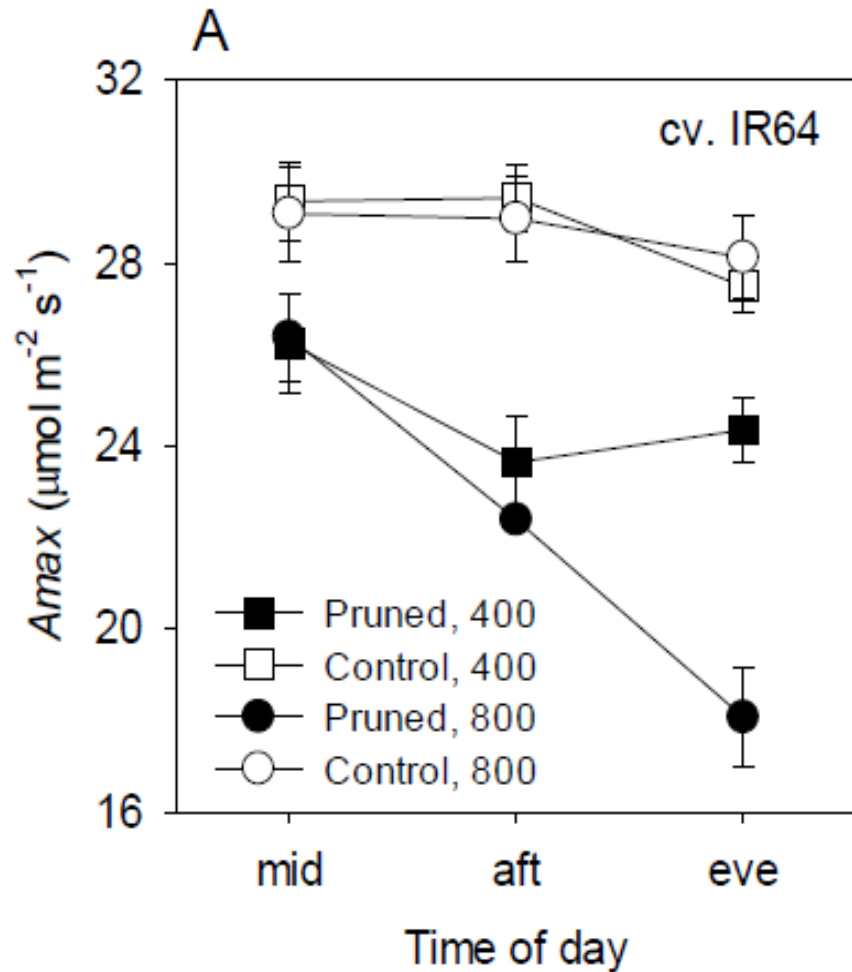 A
32
cv. IR64
28
24
20
16
Amax (μmol m⁻² s⁻¹)
Pruned, 400
Control, 400
Pruned, 800
Control, 800
mid aft eve
Time of day